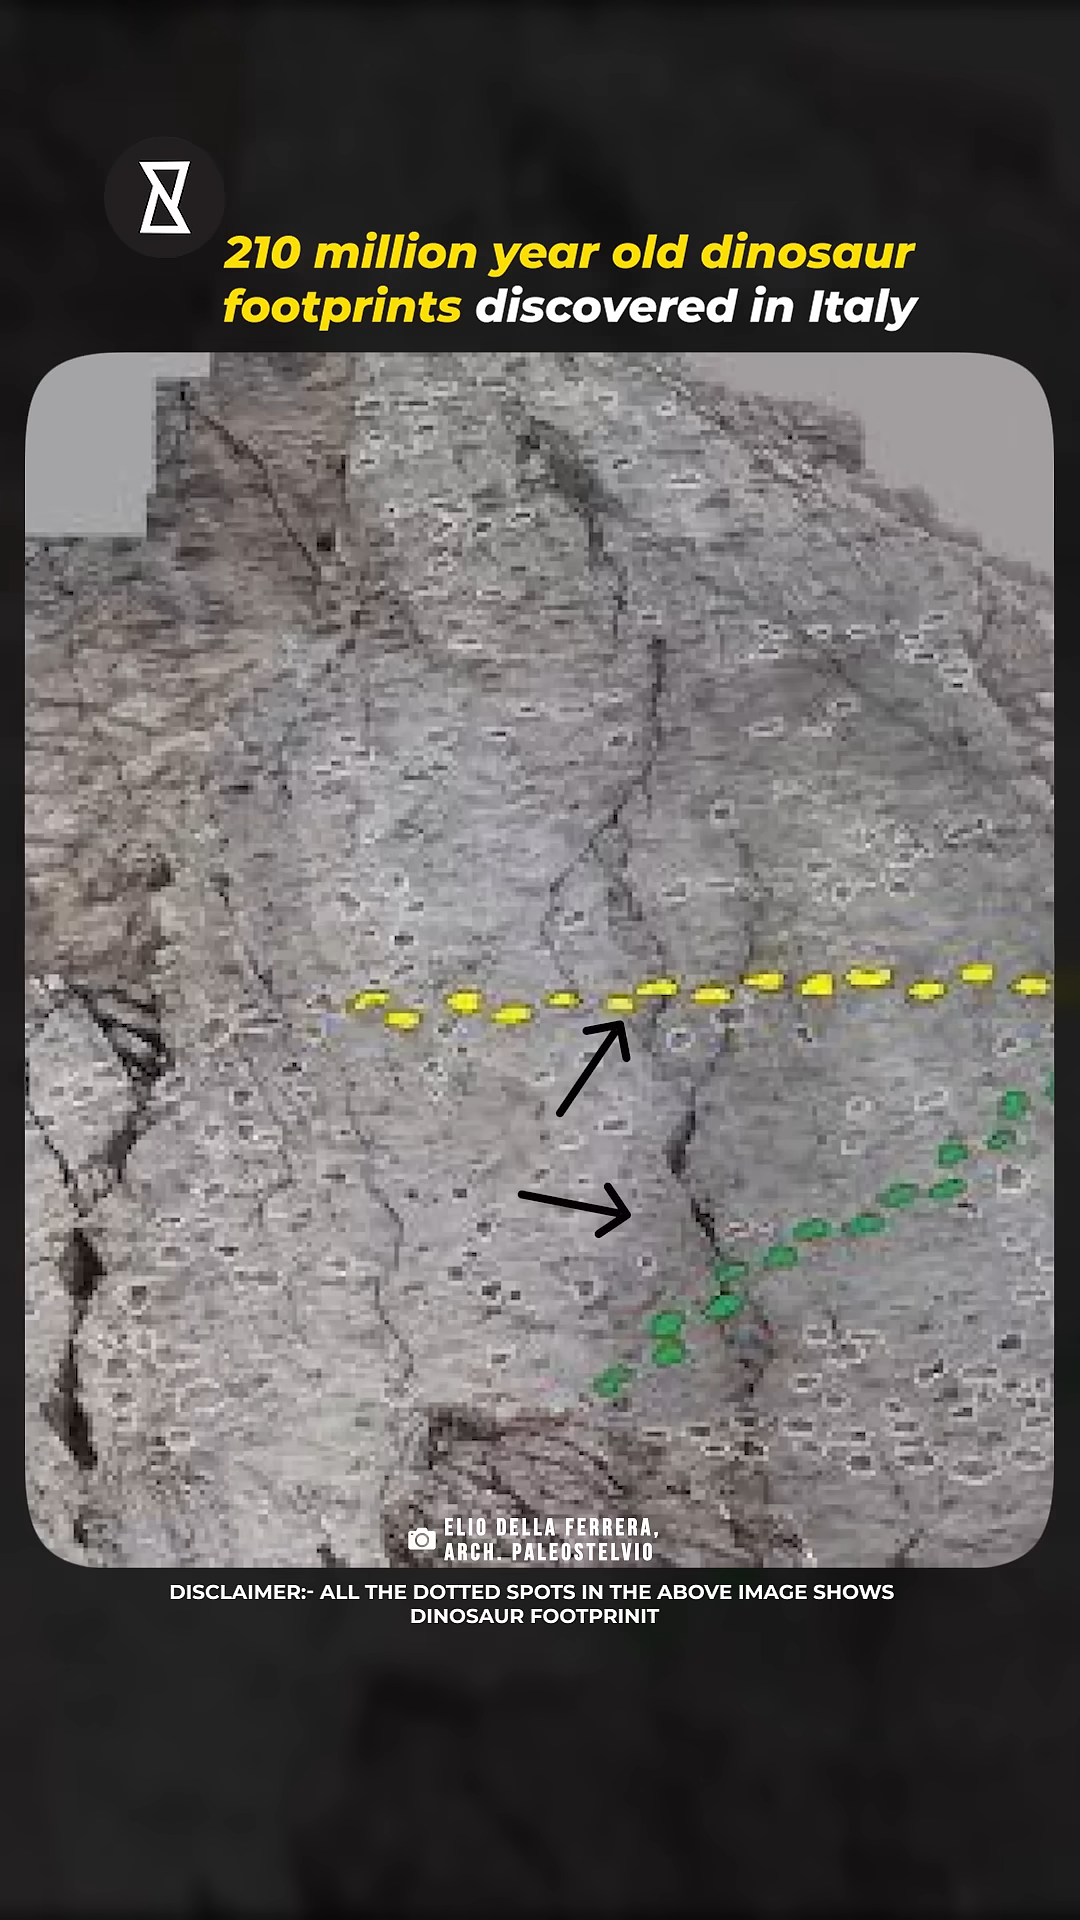 210 million year old dinosaur
footprints discovered in Italy
ELIO DELLA FERRERA,
ARCH. PALEOSTELVIO
DISCLAIMER:- ALL THE DOTTED SPOTS IN THE ABOVE IMAGE SHOWS
DINOSAUR FOOTPRINIT